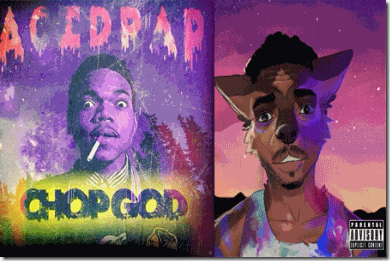 ACIDRAP
CHOP GOD
PARENTAL
ADVISORY
EXPLICIT CONTENT